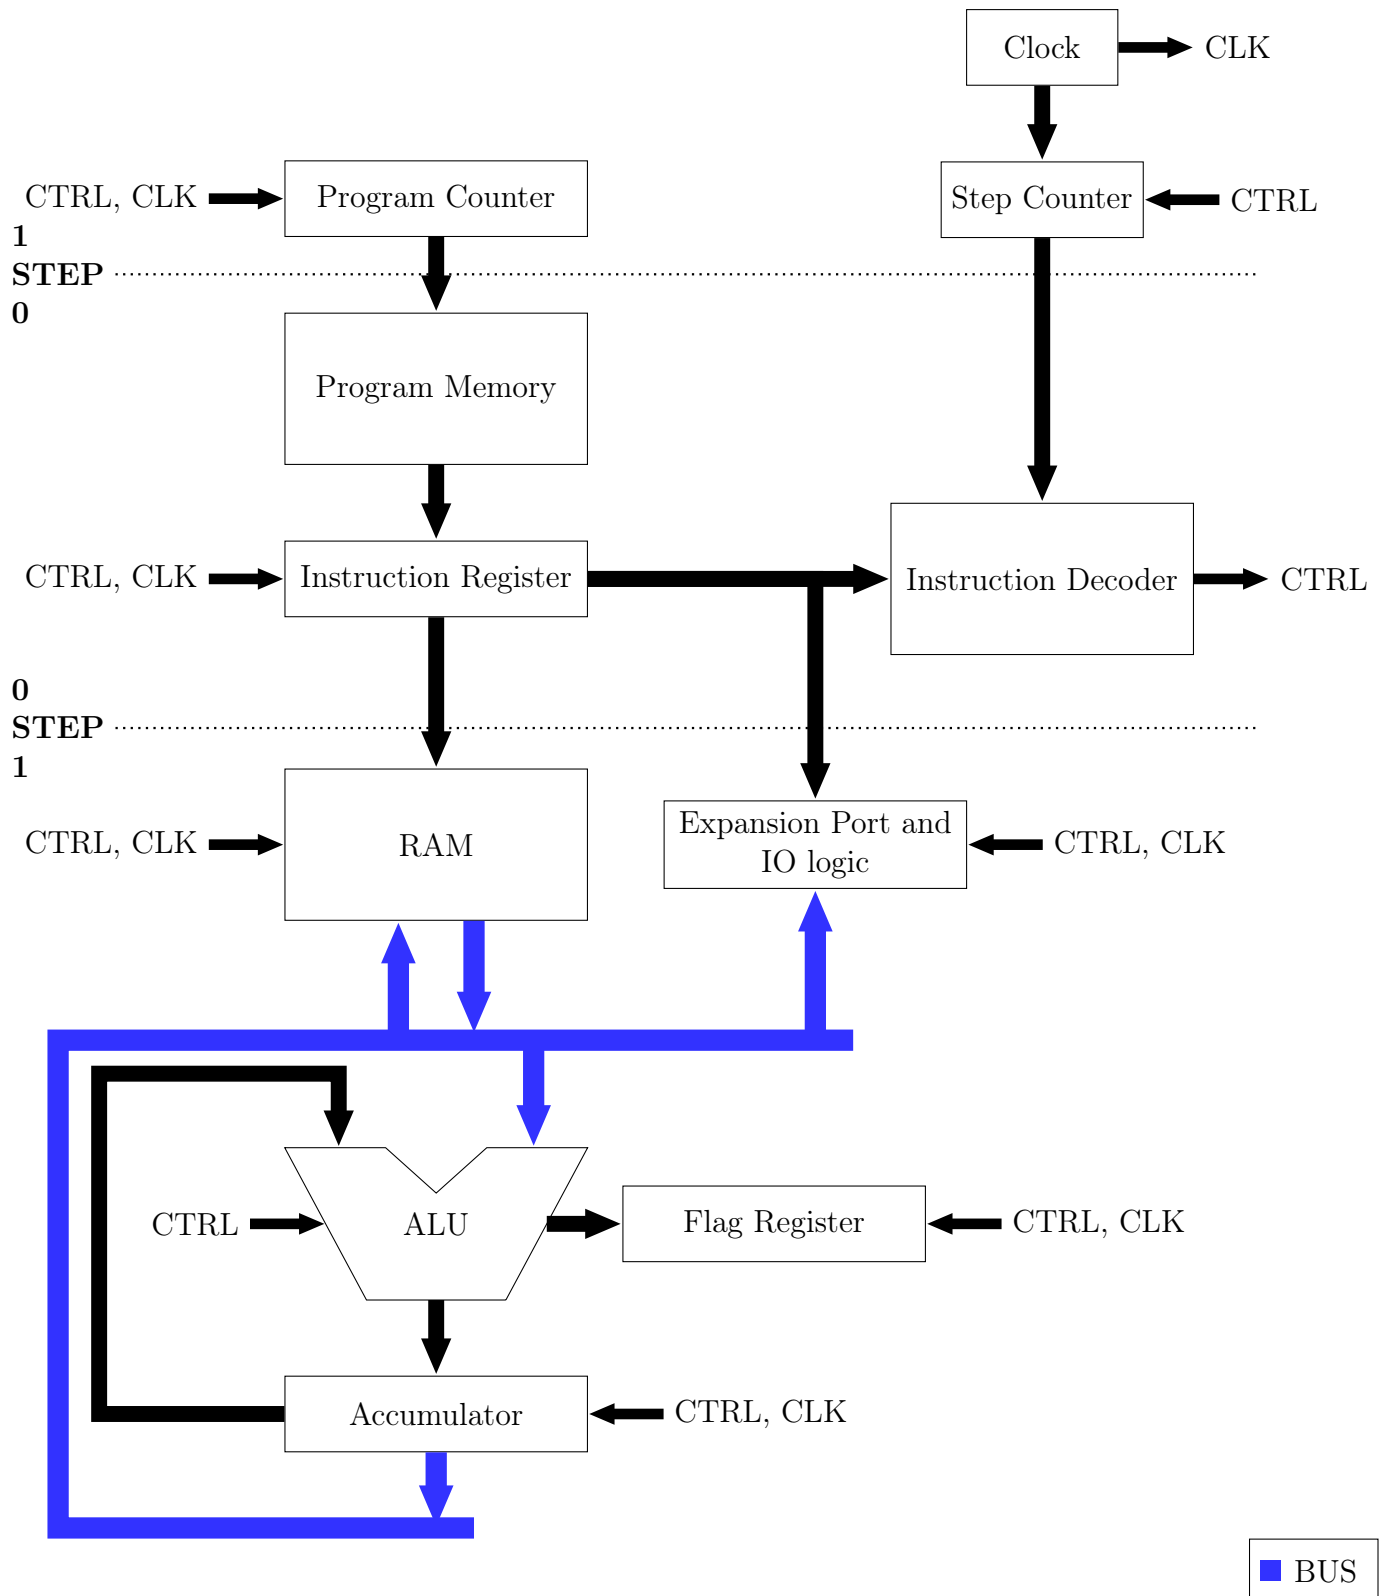 Clock
CLK
CTRL, CLK
Program Counter
Step Counter
CTRL
1
STEP
0
Program Memory
CTRL, CLK
Instruction Register
Instruction Decoder
CTRL
0
STEP
1
CTRL, CLK
RAM
Expansion Port and
IO logic
CTRL, CLK
CTRL
ALU
Flag Register
CTRL, CLK
Accumulator
CTRL, CLK
BUS